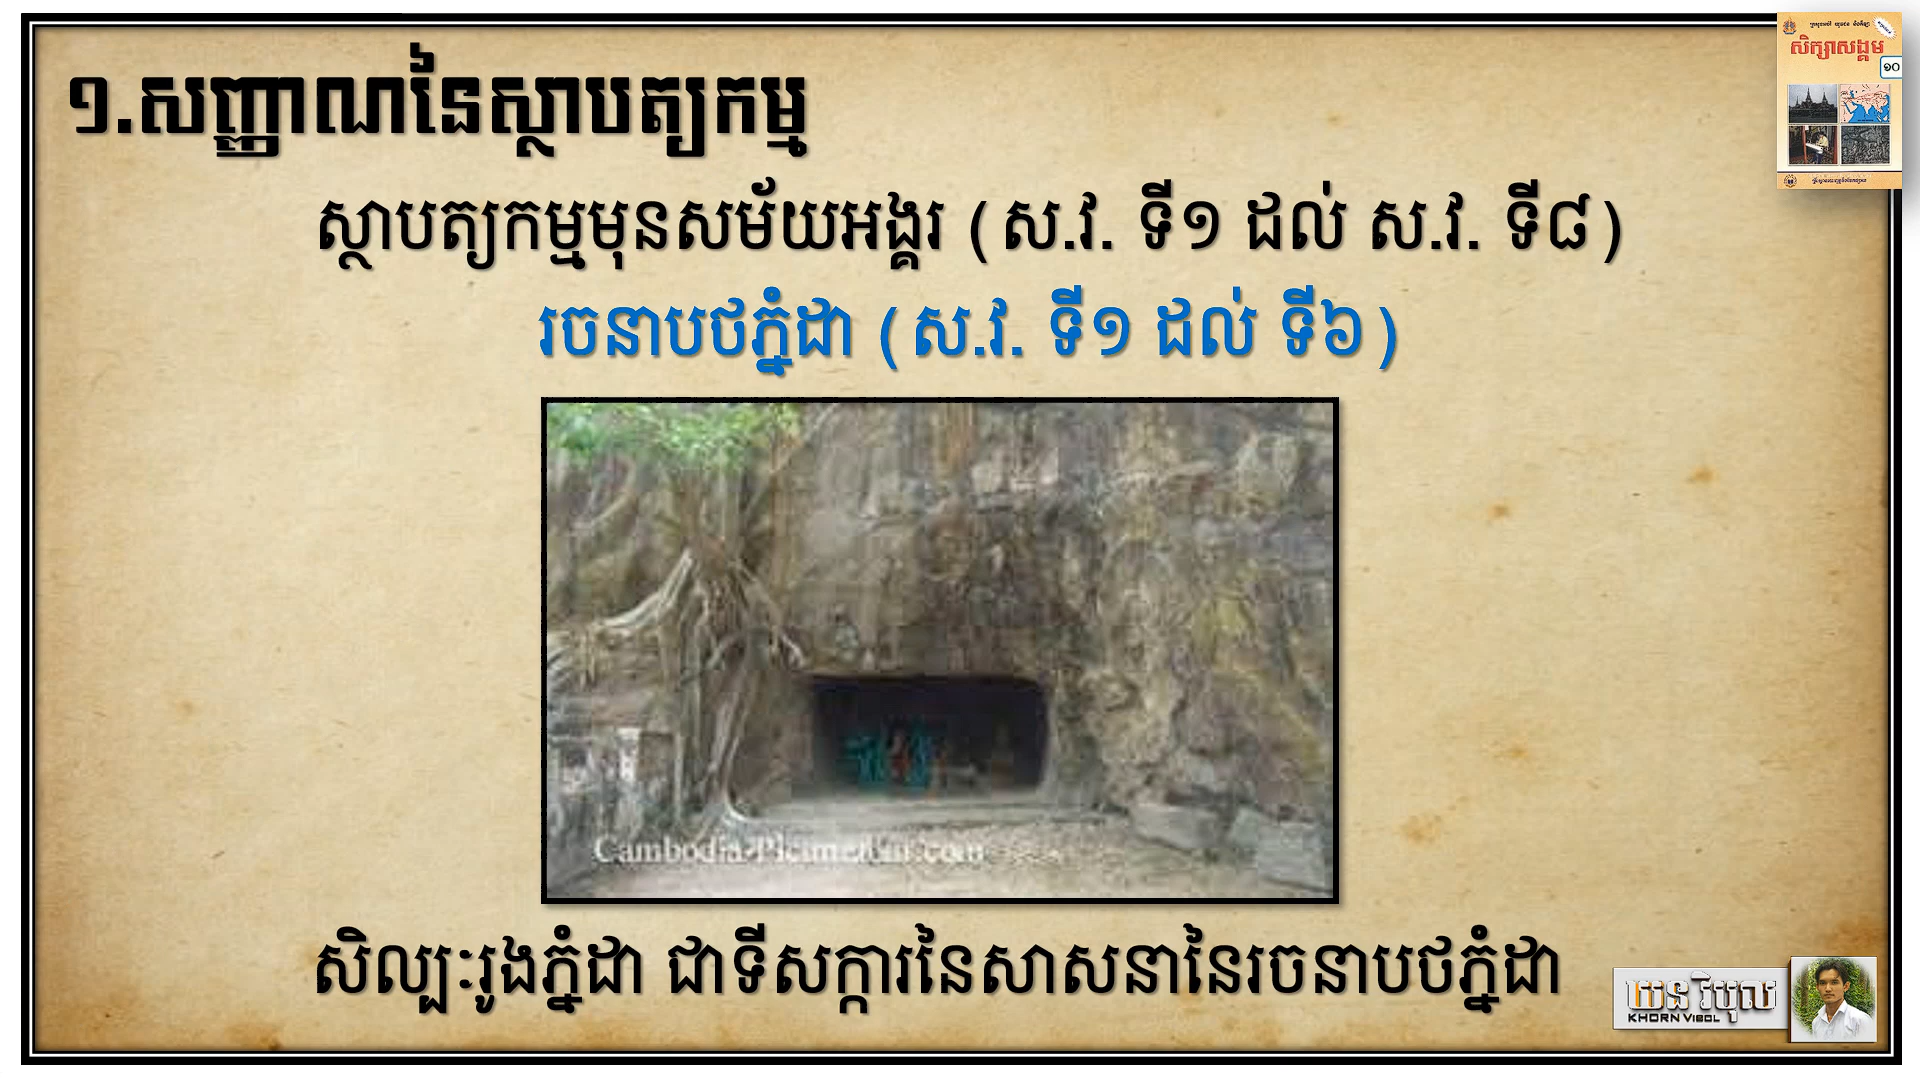 ១.សញ្ញាណនៃស្ថាបត្យកម្ម
សិក្សាសង្គម
១០
ស្ថាបត្យកម្មមុនសម័យអង្គរ (ស.វ. ទី១ ដល់ ស.វ. ទី៨)
រចនាបថភ្នំដា (ស.វ. ទី១ ដល់ ទី៦)
សិល្បៈរូងភ្នំដា ជាទីសក្ការនៃសាសនានៃរចនាបថភ្នំដា
ឃន វិបុល
KHORN VIBOL